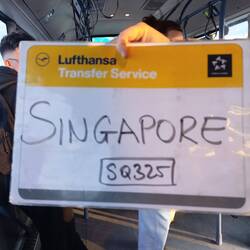 Lufthansa
Transfer Service
SINGAPORE
SQ325